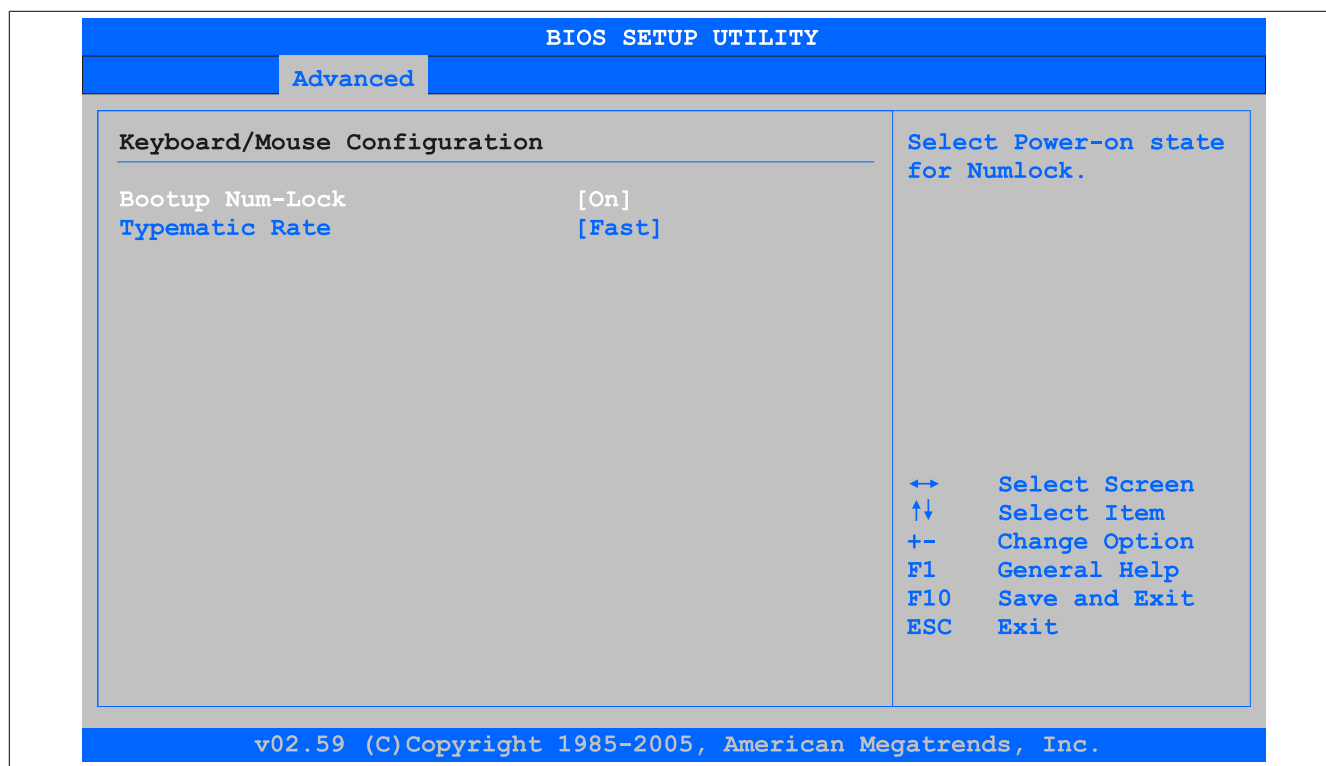 BIOS SETUP UTILITY
Advanced
Keyboard/Mouse Configuration
Bootup Num-Lock [On]
Typematic Rate [Fast]
Select Power-on state
for Numlock.
↔ Select Screen
↑↓ Select Item
+- Change Option
F1 General Help
F10 Save and Exit
ESC Exit
v02.59 (C)Copyright 1985-2005, American Megatrends, Inc.